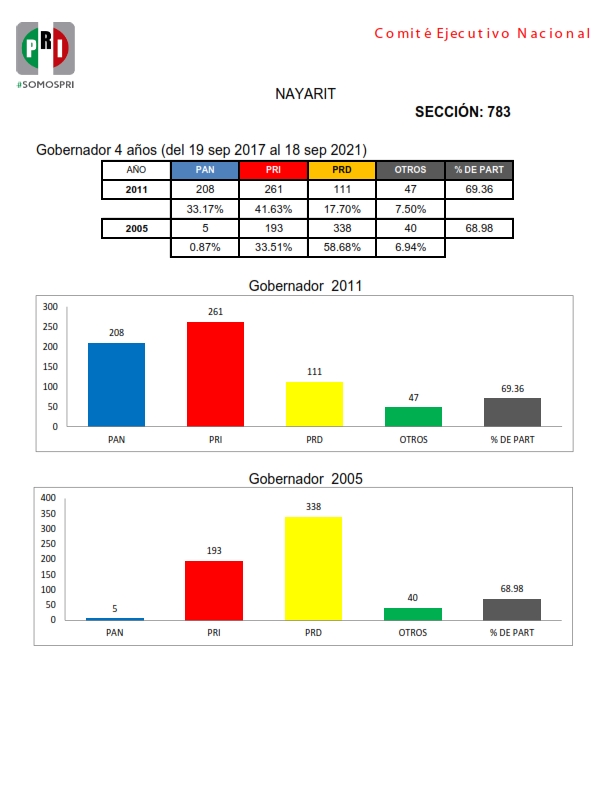 Comité Ejecutivo Nacional
PRI
#SOMOSPRI
NAYARIT
SECCIÓN: 783
Gobernador 4 años (del 19 sep 2017 al 18 sep 2021)
AÑO PAN PRI PRD OTROS % DE PART
2011 208 261 111 47 69.36
33.17% 41.63% 17.70% 7.50%
2005 5 193 338 40 68.98
0.87% 33.51% 58.68% 6.94%
Gobernador 2011
300
250
200
150
100
50
0
208
261
111
47
69.36
PAN PRI PRD OTROS % DE PART
Gobernador 2005
400
350
300
250
200
150
100
50
0
5
193
338
40
68.98
PAN PRI PRD OTROS % DE PART